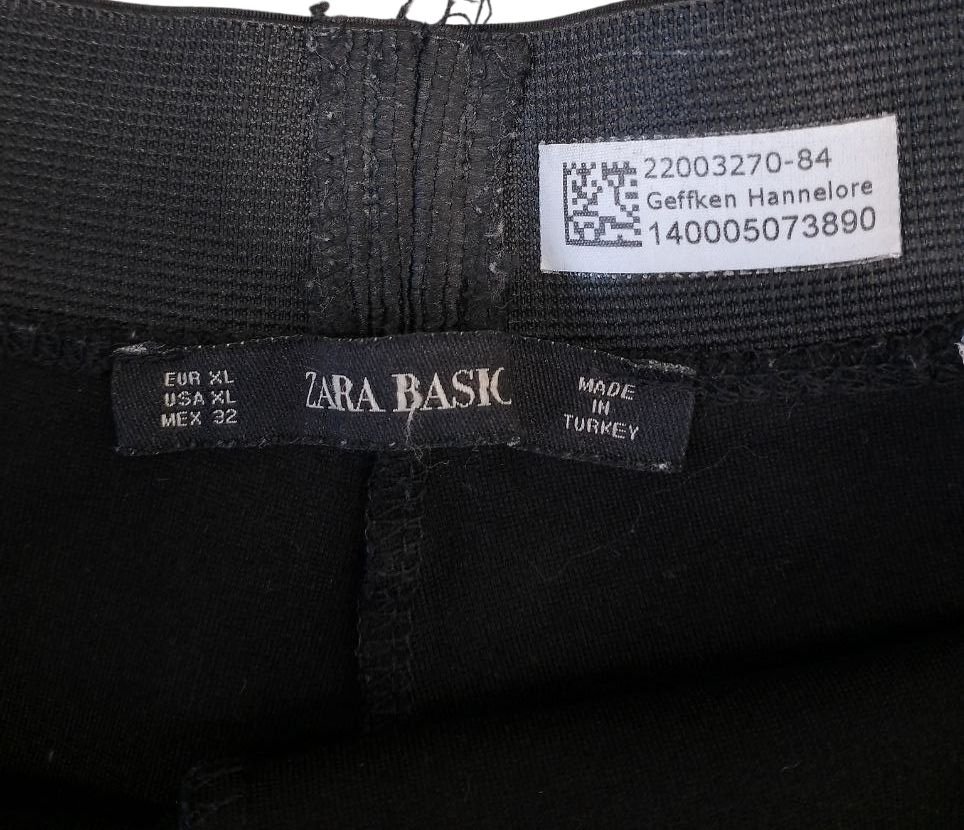 22003270-84
Geffken Hannelore
140005073890
EUR XL
USA XL
MEX 32
ZARA BASIC
MADE
IN
TURKEY